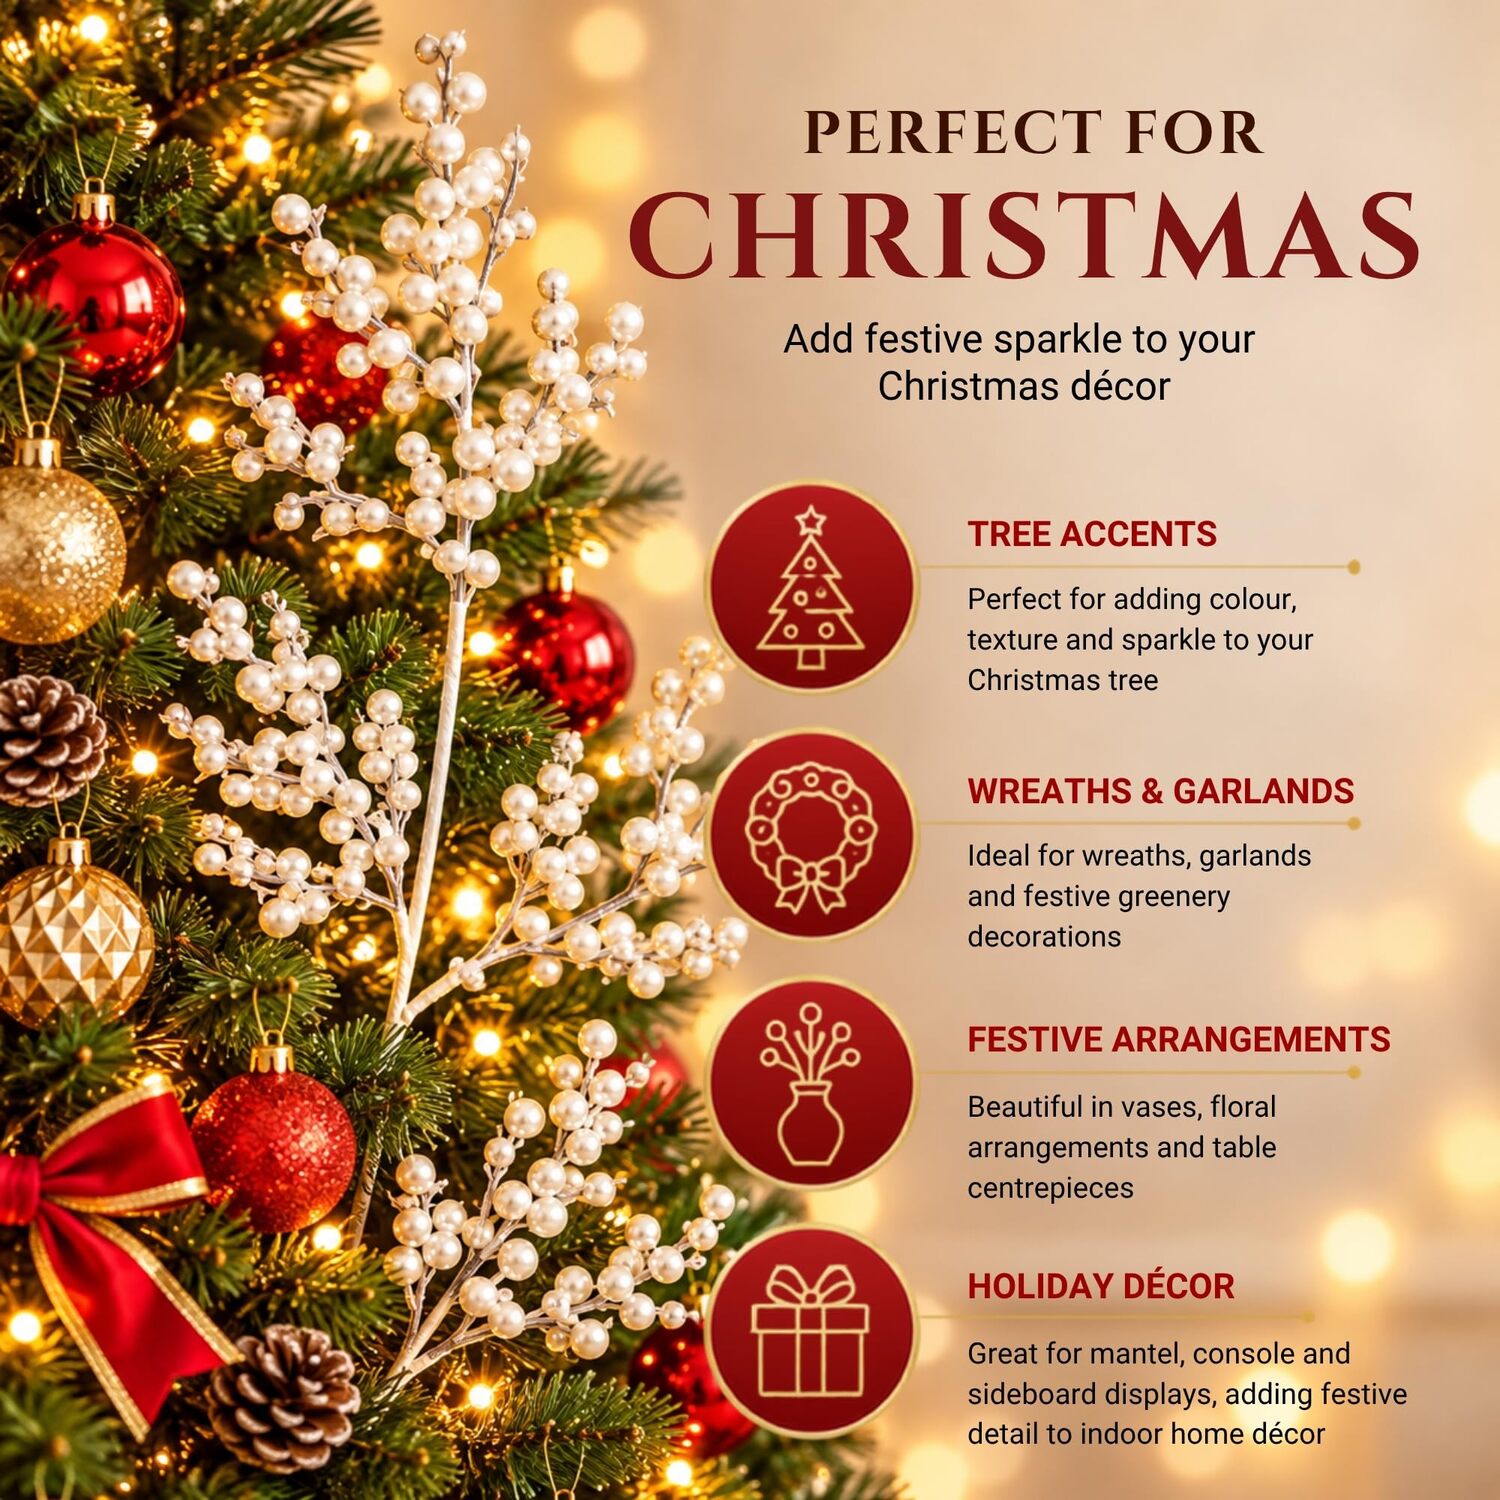 PERFECT FOR
CHRISTMAS
Add festive sparkle to your
Christmas décor
TREE ACCENTS
Perfect for adding colour,
texture and sparkle to your
Christmas tree
WREATHS & GARLANDS
Ideal for wreaths, garlands
and festive greenery
decorations
FESTIVE ARRANGEMENTS
Beautiful in vases, floral
arrangements and table
centrepieces
HOLIDAY DÉCOR
Great for mantel, console and
sideboard displays, adding festive
detail to indoor home décor